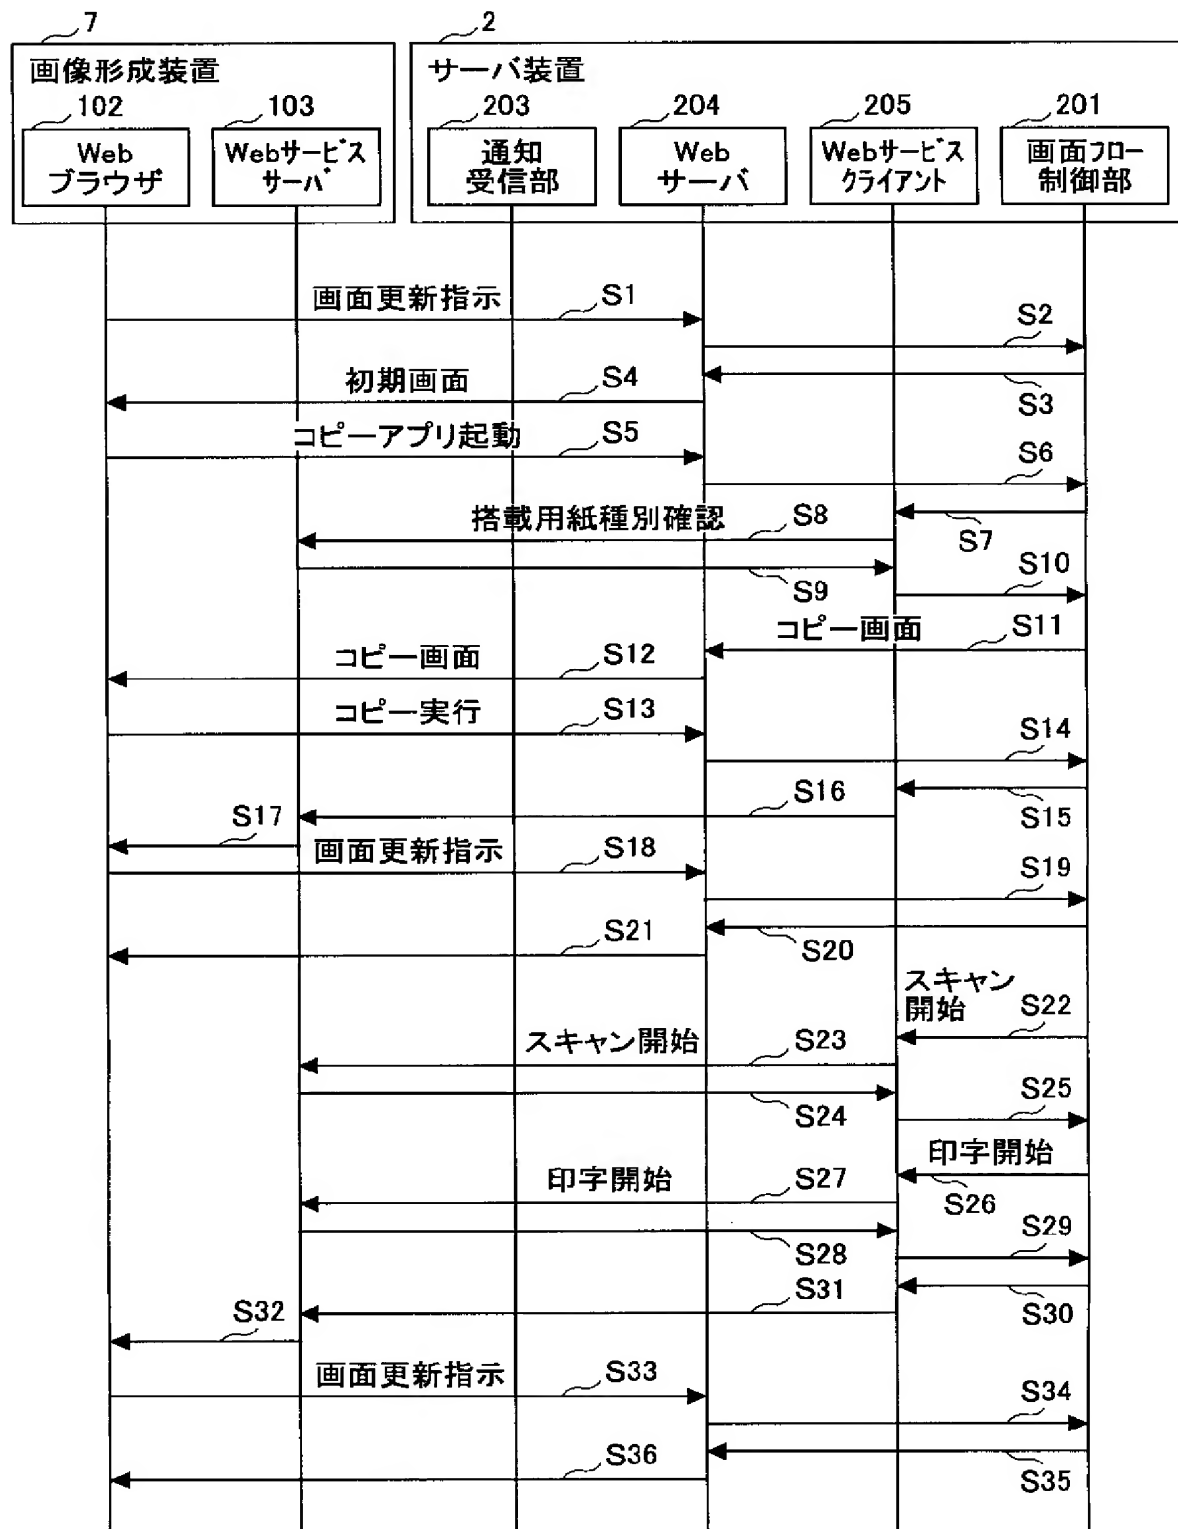 7
2
画像形成装置
サーバ装置
102
103
203
204
205
201
Web
ブラウザ
Webサービス
サーバ
通知
受信部
Web
サーバ
Webサービス
クライアント
画面フロー
制御部
画面更新指示
S1
S2
S3
初期画面
S4
コピーアプリ起動
S5
S6
S7
搭載用紙種別確認
S8
S9
S10
コピー画面
S11
コピー画面
S12
コピー実行
S13
S14
S15
S16
S17
画面更新指示
S18
S19
S20
S21
スキャン
開始
S22
スキャン開始
S23
S24
S25
印字開始
S26
印字開始
S27
S28
S29
S30
S31
S32
画面更新指示
S33
S34
S35
S36